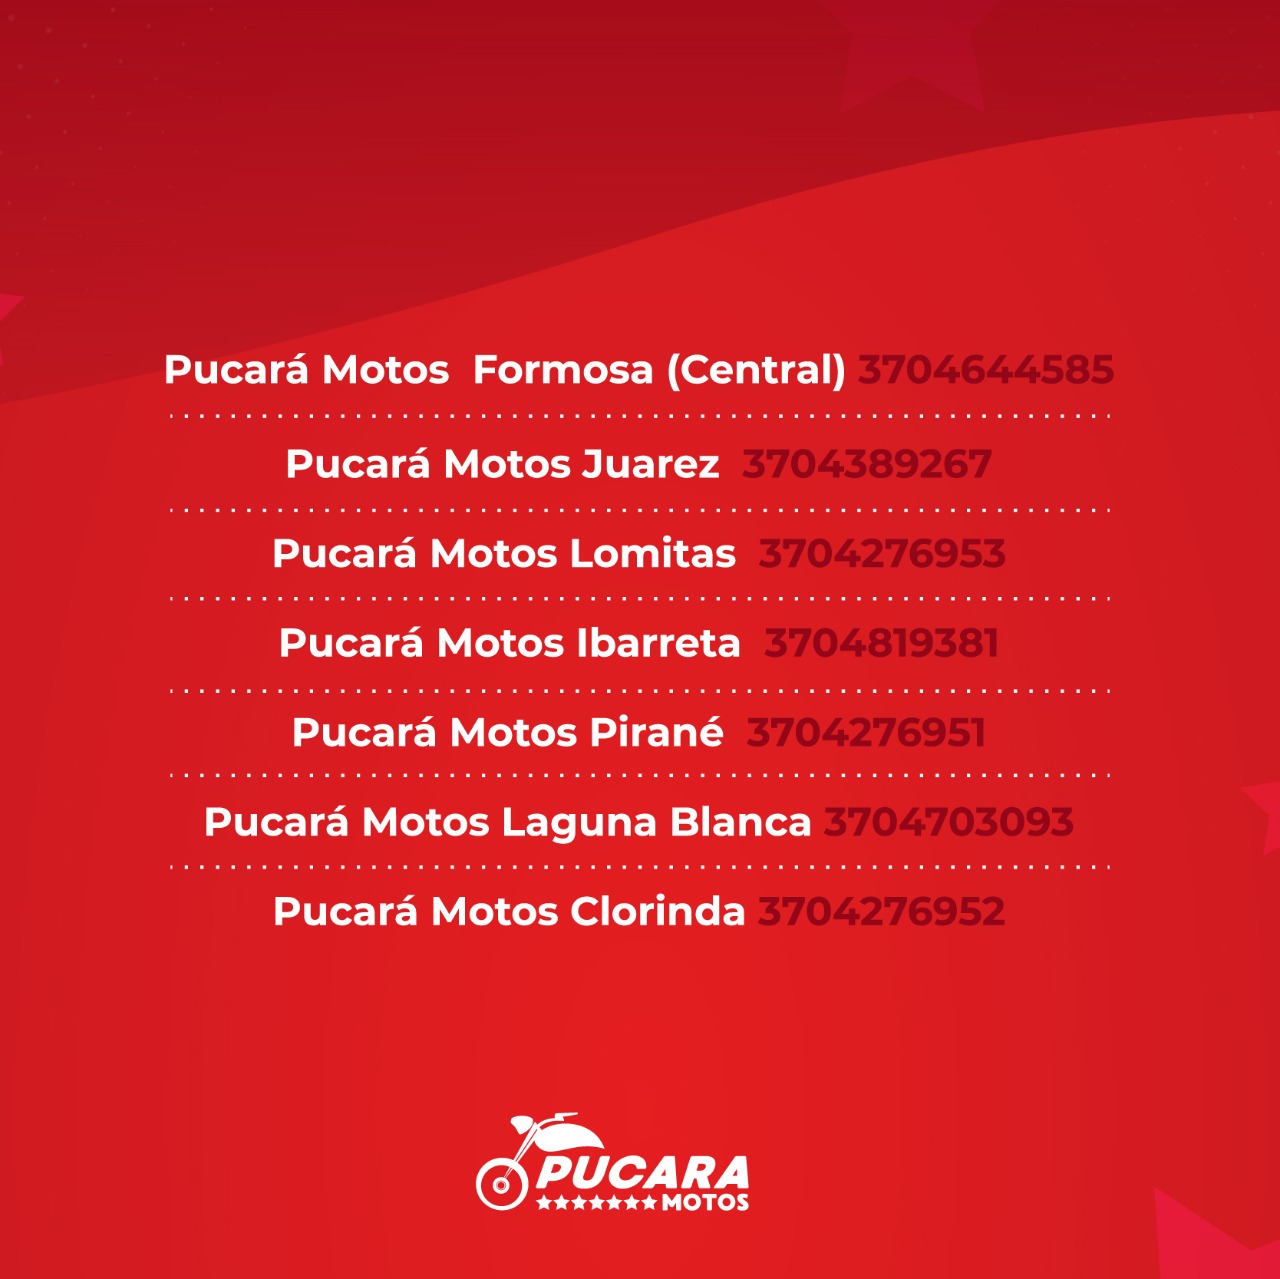 Pucará Motos  Formosa (Central) 3704644585
Pucará Motos Juarez  3704389267
Pucará Motos Lomitas  3704276953
Pucará Motos Ibarreta  3704819381
Pucará Motos Pirané  3704276951
Pucará Motos Laguna Blanca 3704703093
Pucará Motos Clorinda 3704276952
PUCARA
MOTOS